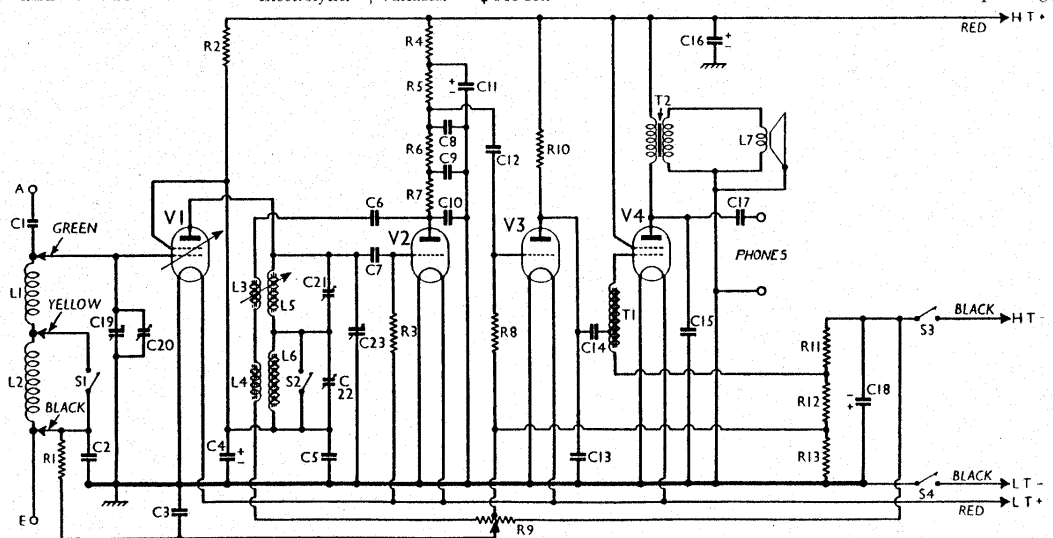 HT+
RED
R2
R4
C16
+
-
R5
+
-
C11
T2
L7
C8
R6
C9
C12
R10
A
C1
R7
V1
C6
C10
V2
V3
V4
C17
GREEN
C7
PHONES
L1
YELLOW
L3
L5
C21
C19
C20
R3
R8
T1
C15
BLACK
HT-
S3
C23
C14
R11
L6
L2
S1
L4
S2
C22
R12
C18
-
+
BLACK
C4
+
-
R1
C2
C5
C13
R13
BLACK
LT-
S4
LT+
RED
C3
E
R9